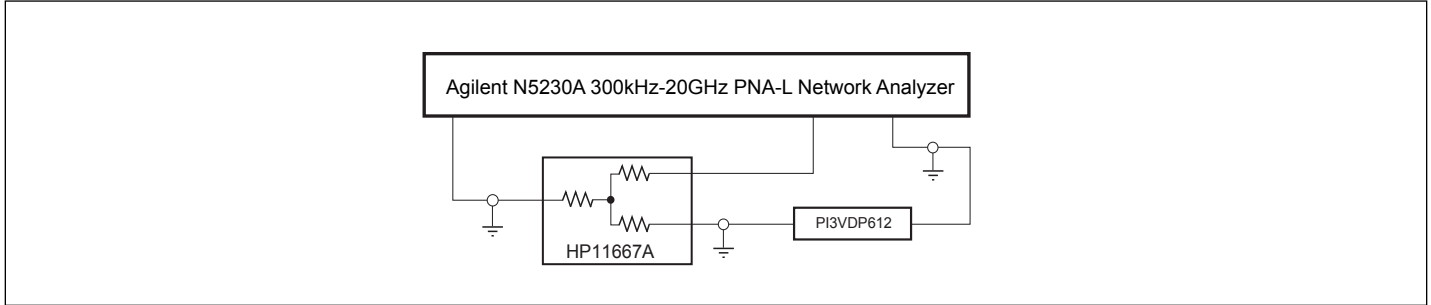 Agilent N5230A 300kHz-20GHz PNA-L Network Analyzer
PI3VDP612
HP11667A